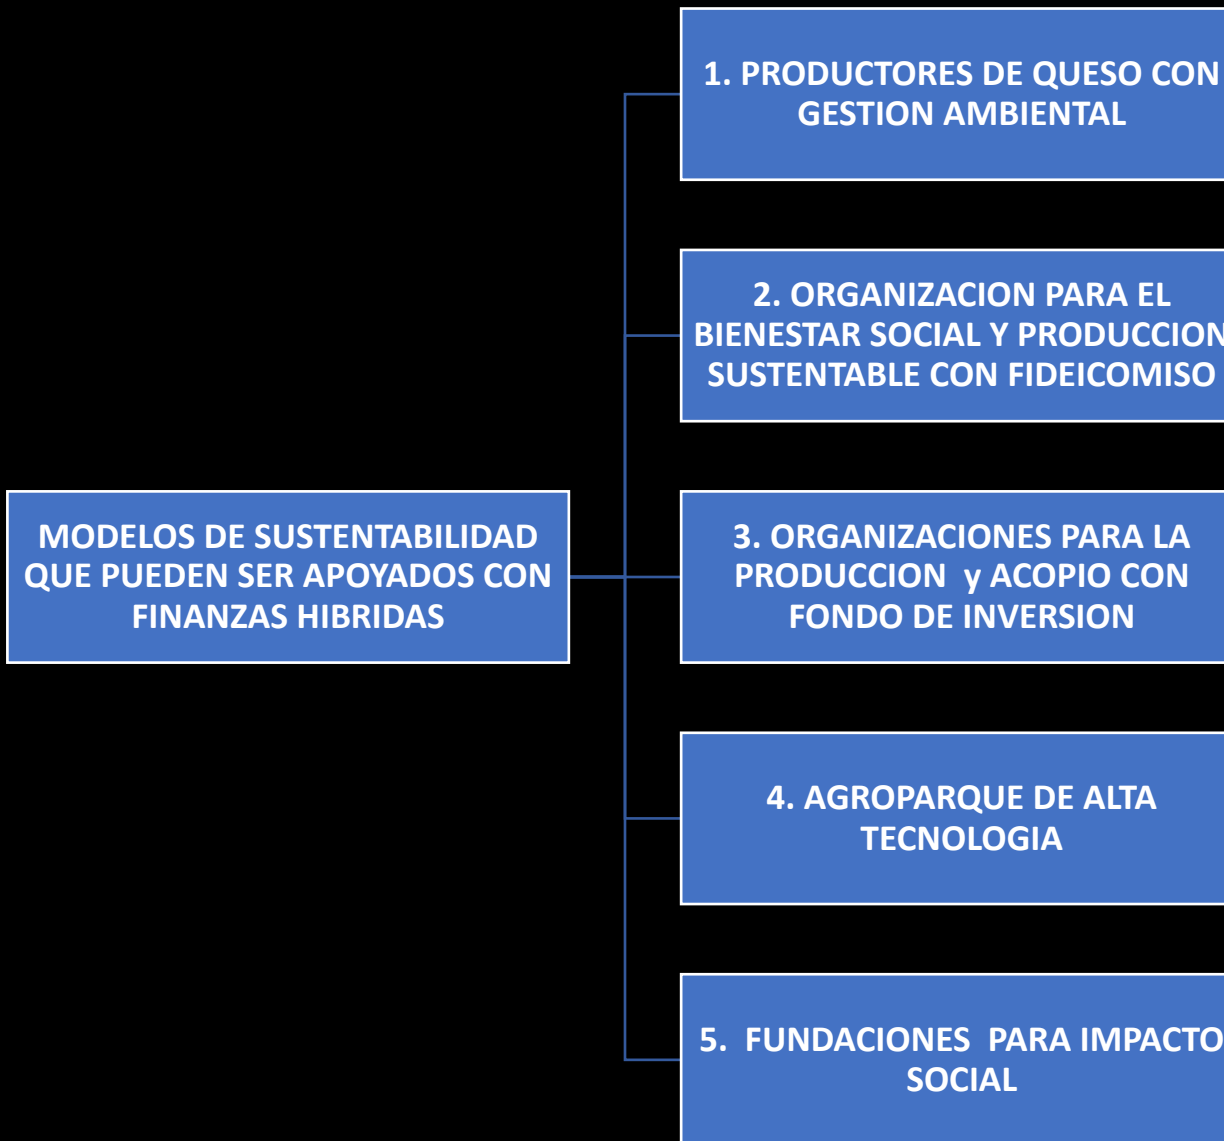 1. PRODUCTORES DE QUESO CON
GESTION AMBIENTAL
2. ORGANIZACION PARA EL
BIENESTAR SOCIAL Y PRODUCCION
SUSTENTABLE CON FIDEICOMISO
MODELOS DE SUSTENTABILIDAD
QUE PUEDEN SER APOYADOS CON
FINANZAS HIBRIDAS
3. ORGANIZACIONES PARA LA
PRODUCCION y ACOPIO CON
FONDO DE INVERSION
4. AGROPARQUE DE ALTA
TECNOLOGIA
5. FUNDACIONES PARA IMPACTO
SOCIAL